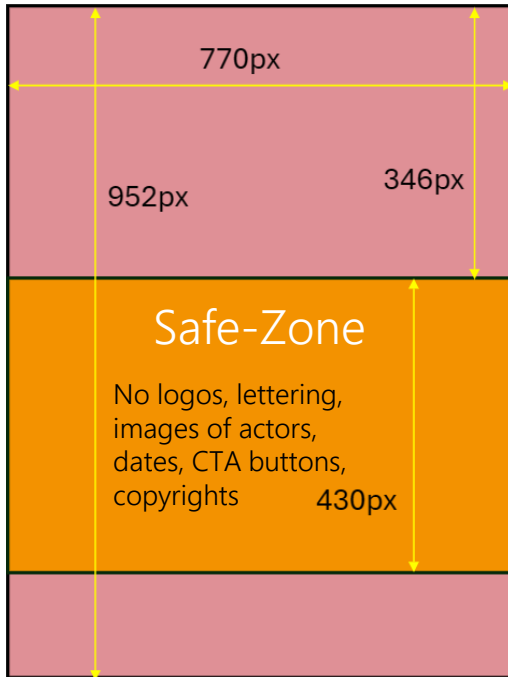 770px
346px
952px
Safe-Zone
No logos, lettering,
images of actors,
dates, CTA buttons,
copyrights
430px